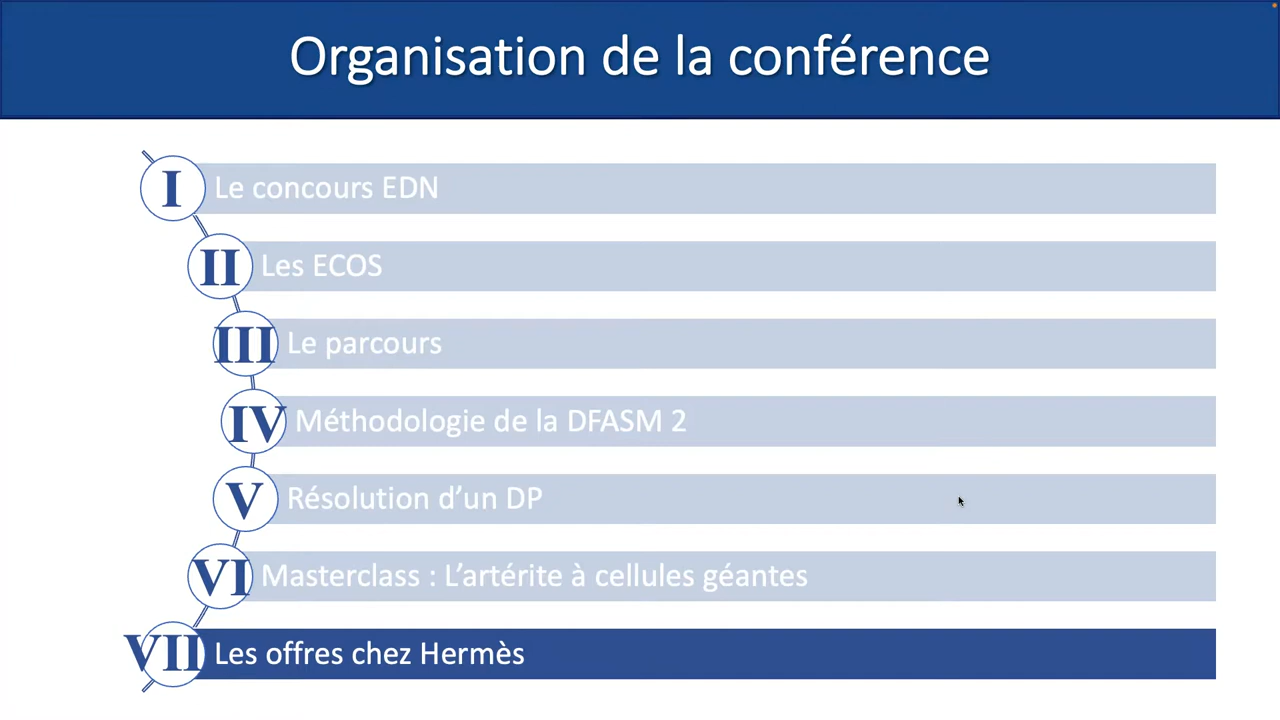 Organisation de la conférence
I Le concours EDN
II Les ECOS
III Le parcours
IV Méthodologie de la DFASM 2
V Résolution d’un DP
VI Masterclass : L’artérite à cellules géantes
VII Les offres chez Hermès